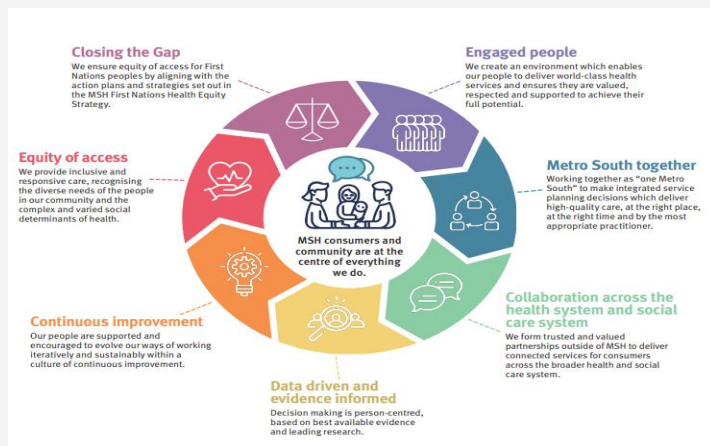 Closing the Gap
We ensure equity of access for First
Nations peoples by aligning with the
action plans and strategies set out in
the MSH First Nations Health Equity
Strategy.
Engaged people
We create an environment which enables
our people to deliver world-class health
services and ensures they are valued,
respected and supported to achieve their
full potential.
Equity of access
We provide inclusive and
responsive care, recognising
the diverse needs of the people
in our community and the
complex and varied social
determinants of health.
Metro South together
Working together as “one Metro
South” to make integrated service
planning decisions which deliver
high-quality care, at the right place,
at the right time and by the most
appropriate practitioner.
MSH consumers and
community are at the
centre of everything
we do.
Continuous improvement
Our people are supported and
encouraged to evolve our ways of working
iteratively and sustainably within a
culture of continuous improvement.
Collaboration across the
health system and social
care system
We form trusted and valued
partnerships outside of MSH to deliver
connected services for consumers
across the broader health and social
care system.
Data driven and
evidence informed
Decision making is person-centred,
based on best available evidence
and leading research.